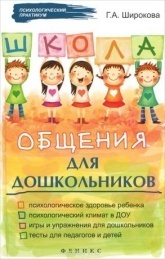 ПСИХОЛОГИЧЕСКИЙ
ПРАКТИКУМ
Г.А. Широкова
ШКОЛА
ОБЩЕНИЯ
ДЛЯ
ДОШКОЛЬНИКОВ
психологическое здоровье ребенка
психологический климат в ДОУ
игры и упражнения для дошкольников
тесты для педагогов и детей
ФЕНИКС